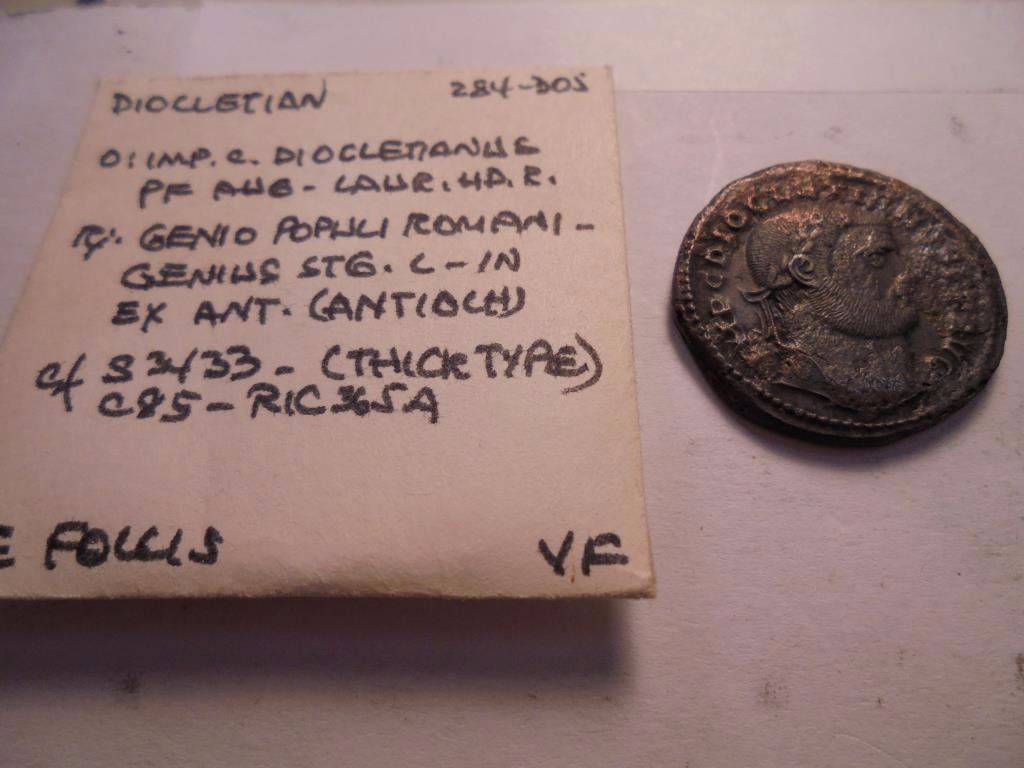 DIOCLETIAN 284-305
O: IMP. C. DIOCLETIANUS
PF AUG - LAUR. HD. R.
R: GENIO POPULI ROMANI -
GENIUS STG. L - IN
EX ANT. (ANTIOCH)
c/ S 3433 - (THICK TYPE)
C85 - RIC 365A
E FOLLIS VF